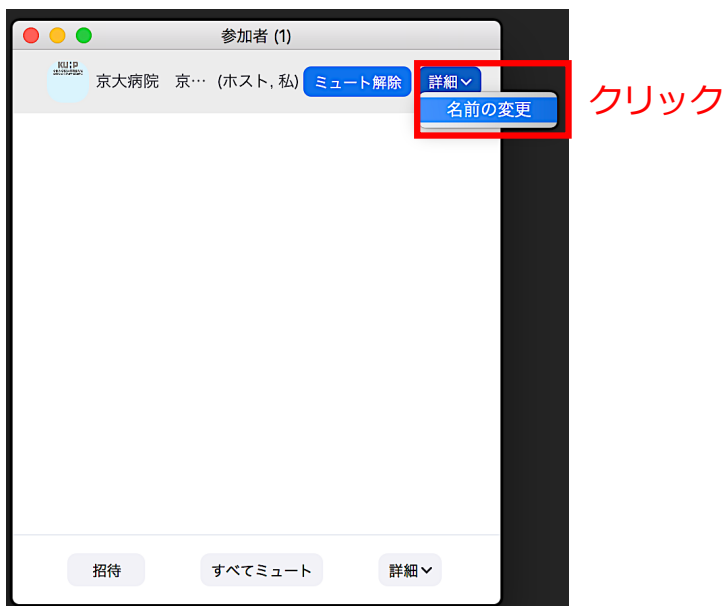 参加者 (1)
KU:P
京大病院　京… (ホスト, 私) ミュート解除 詳細
名前の変更
クリック
招待 すべてミュート 詳細